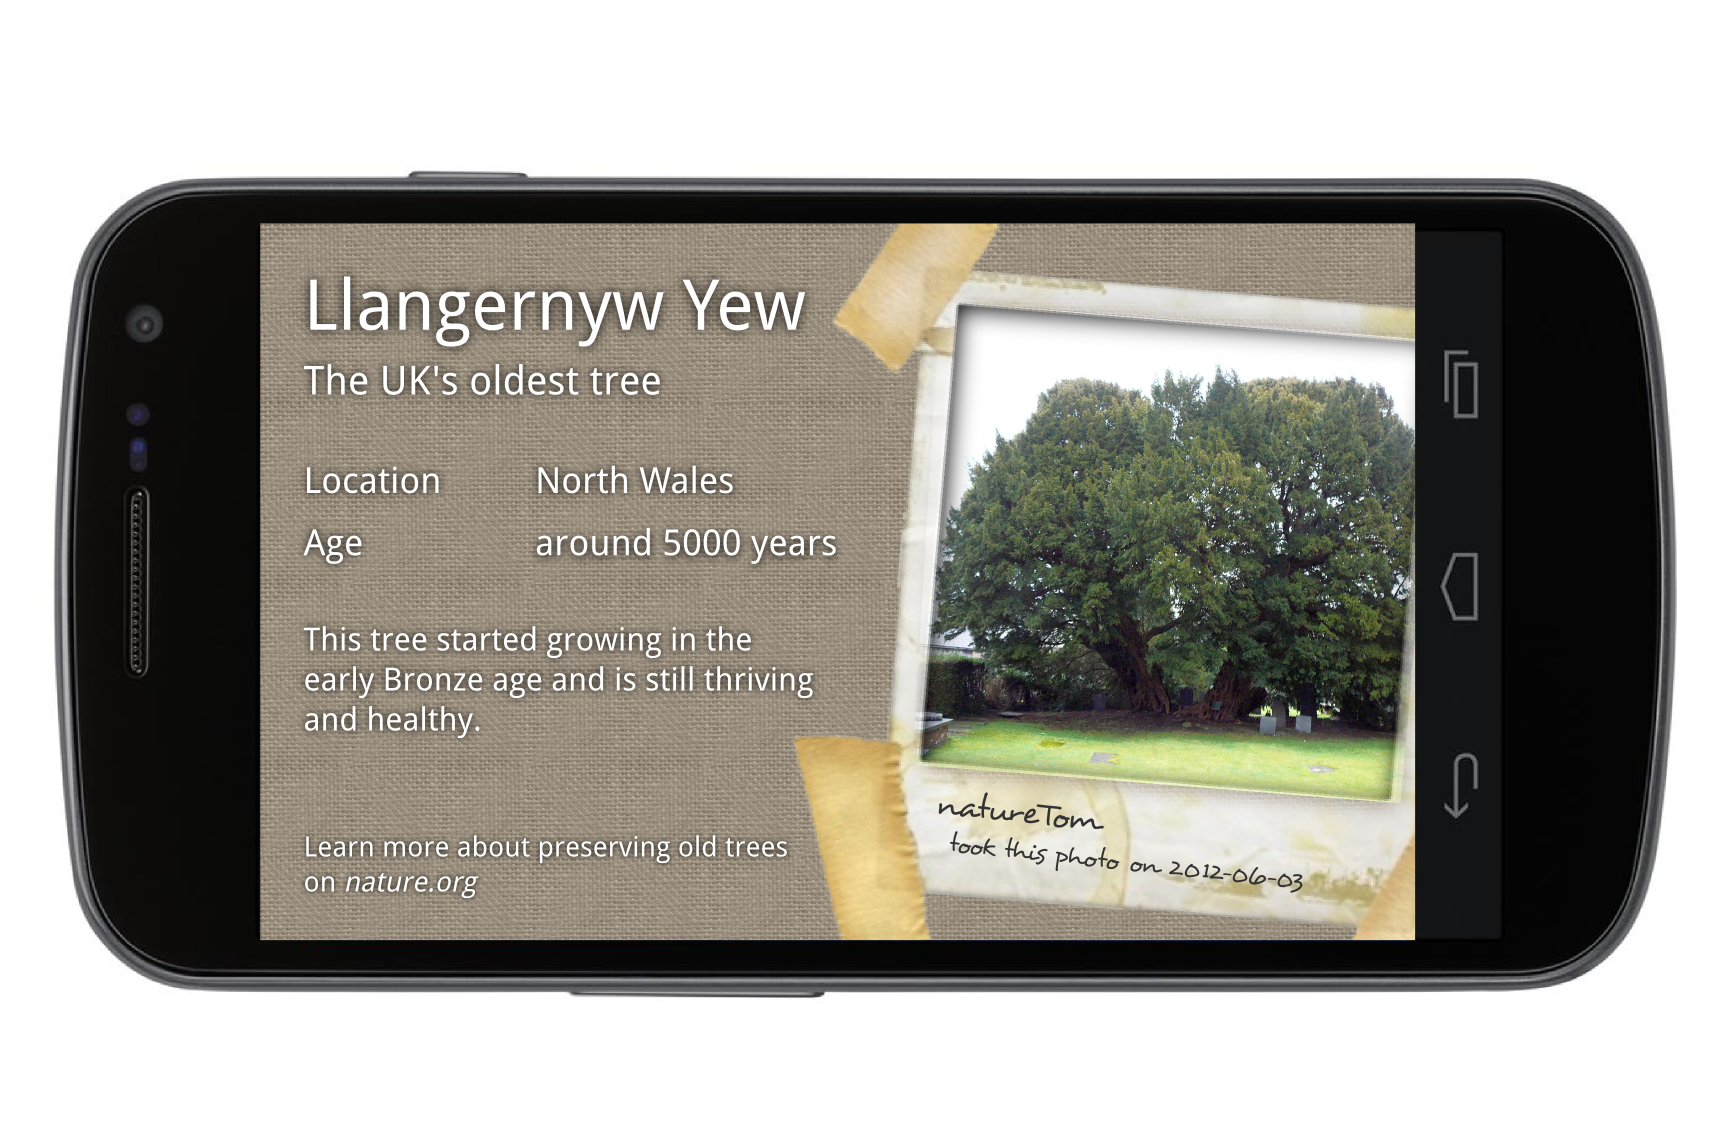 Llangernyw Yew
The UK's oldest tree
Location North Wales
Age around 5000 years
This tree started growing in the
early Bronze age and is still thriving
and healthy.
Learn more about preserving old trees
on nature.org
natureTom
took this photo on 2012-06-03